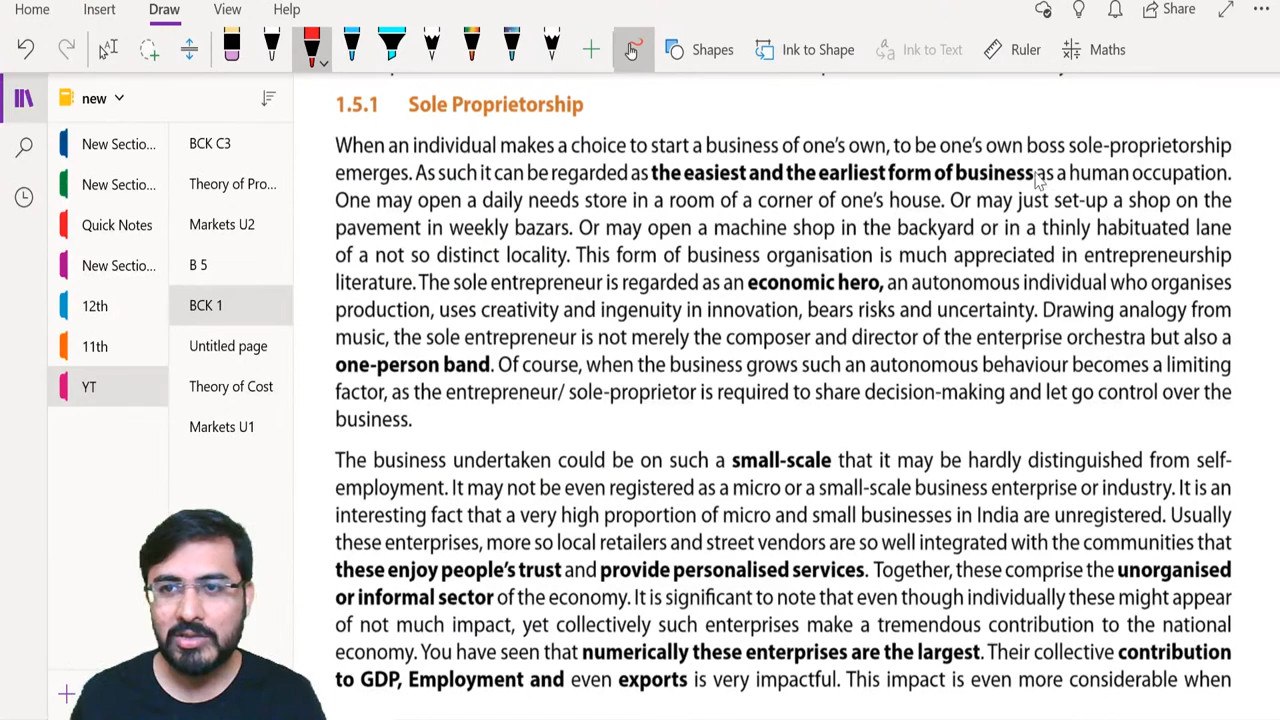 Home Insert Draw View Help Share
Shapes Ink to Shape Ink to Text Ruler Maths
new
New Sectio...
New Sectio...
Quick Notes
New Sectio...
12th
11th
YT
BCK C3
Theory of Pro...
Markets U2
B 5
BCK 1
Untitled page
Theory of Cost
Markets U1
1.5.1 Sole Proprietorship
When an individual makes a choice to start a business of one's own, to be one's own boss sole-proprietorship
emerges. As such it can be regarded as the easiest and the earliest form of business as a human occupation.
One may open a daily needs store in a room of a corner of one's house. Or may just set-up a shop on the
pavement in weekly bazars. Or may open a machine shop in the backyard or in a thinly habituated lane
of a not so distinct locality. This form of business organisation is much appreciated in entrepreneurship
literature. The sole entrepreneur is regarded as an economic hero, an autonomous individual who organises
production, uses creativity and ingenuity in innovation, bears risks and uncertainty. Drawing analogy from
music, the sole entrepreneur is not merely the composer and director of the enterprise orchestra but also a
one-person band. Of course, when the business grows such an autonomous behaviour becomes a limiting
factor, as the entrepreneur/ sole-proprietor is required to share decision-making and let go control over the
business.
The business undertaken could be on such a small-scale that it may be hardly distinguished from self-
employment. It may not be even registered as a micro or a small-scale business enterprise or industry. It is an
interesting fact that a very high proportion of micro and small businesses in India are unregistered. Usually
these enterprises, more so local retailers and street vendors are so well integrated with the communities that
these enjoy people's trust and provide personalised services. Together, these comprise the unorganised
or informal sector of the economy. It is significant to note that even though individually these might appear
of not much impact, yet collectively such enterprises make a tremendous contribution to the national
economy. You have seen that numerically these enterprises are the largest. Their collective contribution
to GDP, Employment and even exports is very impactful. This impact is even more considerable when